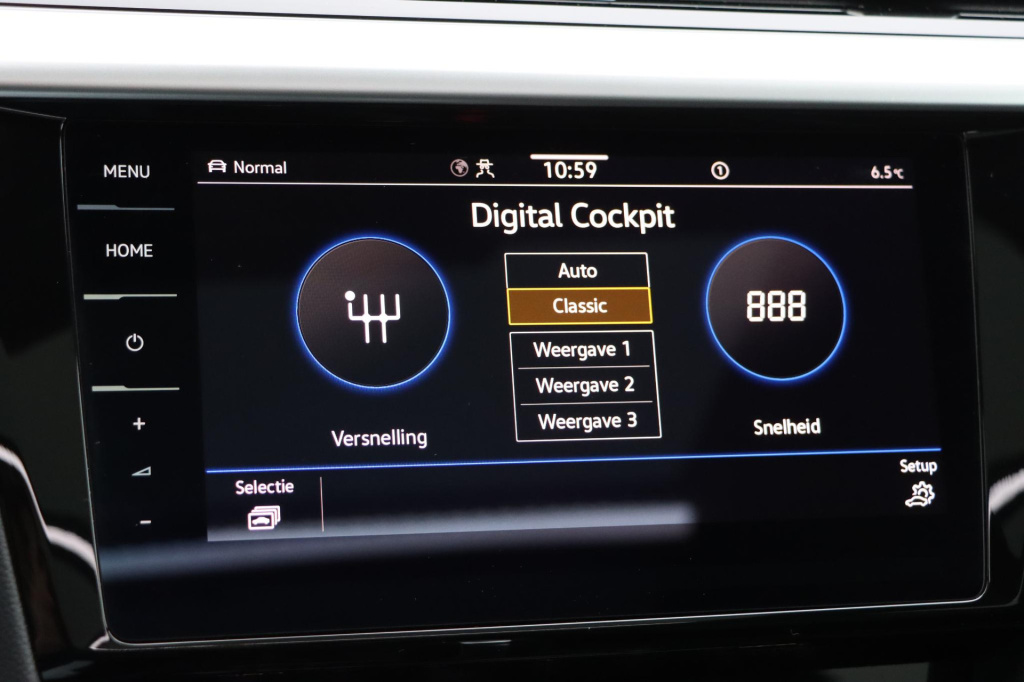 MENU
HOME
Normal
10:59
1
6.5°C
Digital Cockpit
Auto
Classic
Weergave 1
Weergave 2
Weergave 3
888
Versnelling
Snelheid
+
-
Selectie
Setup